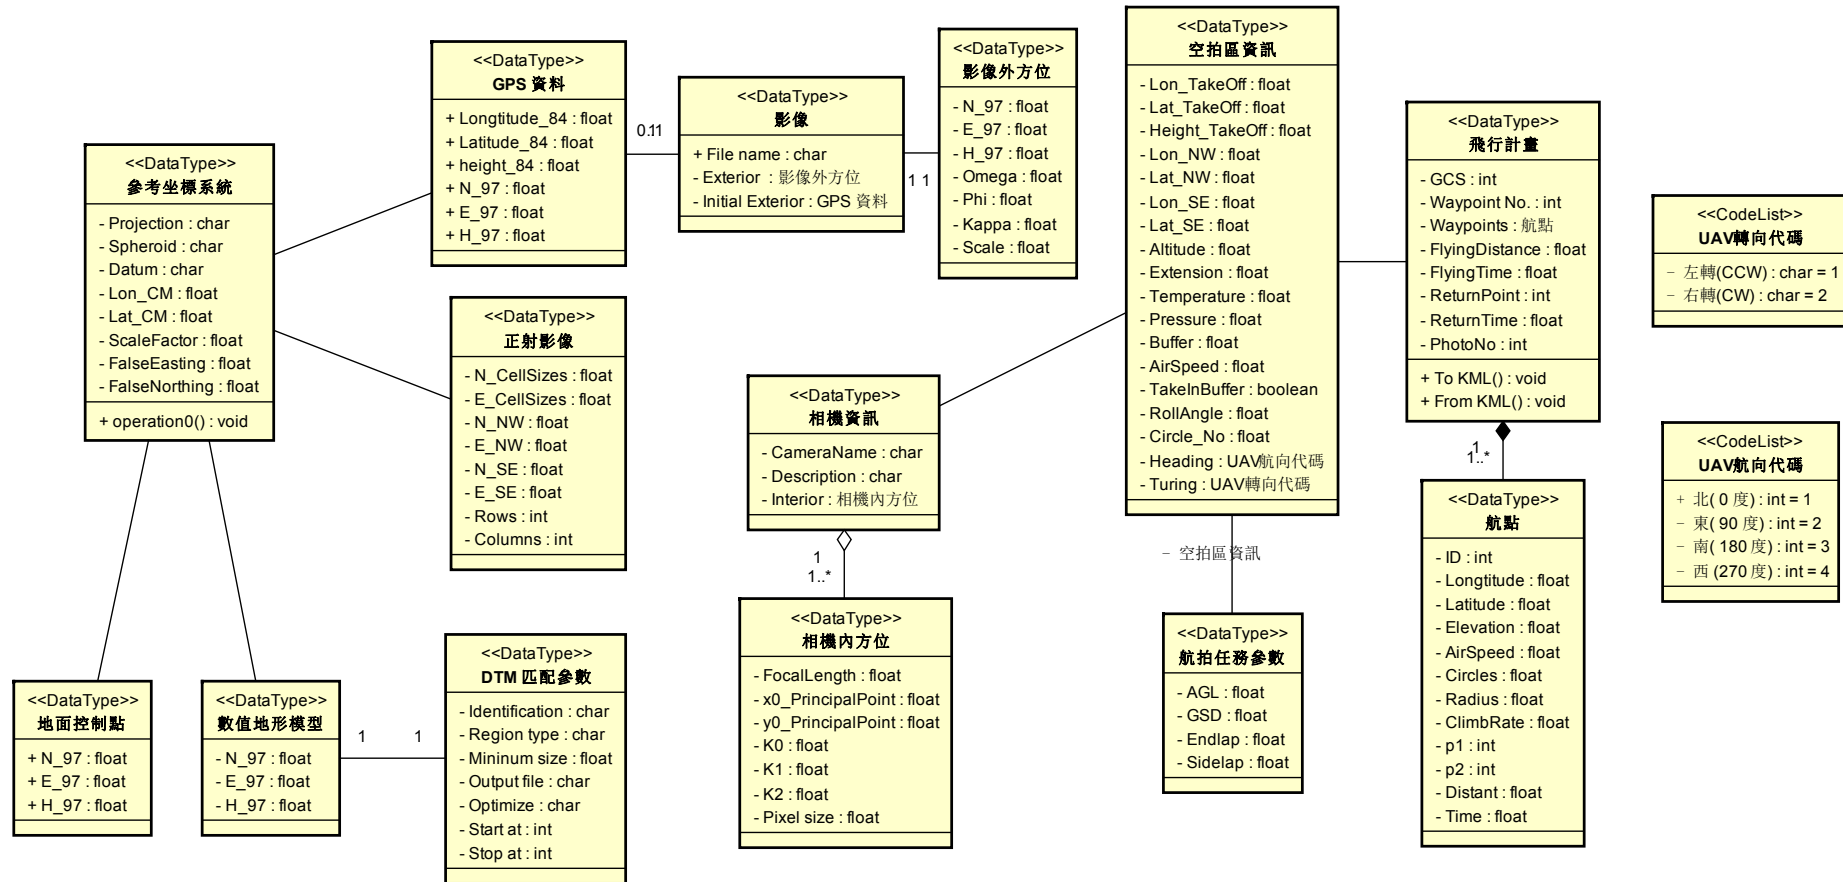 <<DataType>>
參考坐標系統
- Projection : char
- Spheroid : char
- Datum : char
- Lon_CM : float
- Lat_CM : float
- ScaleFactor : float
- FalseEasting : float
- FalseNorthing : float
+ operation0() : void
<<DataType>>
GPS 資料
+ Longtitude_84 : float
+ Latitude_84 : float
+ height_84 : float
+ N_97 : float
+ E_97 : float
+ H_97 : float
0.11
<<DataType>>
影像
+ File name : char
- Exterior : 影像外方位
- Initial Exterior : GPS 資料
1 1
<<DataType>>
影像外方位
- N_97 : float
- E_97 : float
- H_97 : float
- Omega : float
- Phi : float
- Kappa : float
- Scale : float
<<DataType>>
正射影像
- N_CellSizes : float
- E_CellSizes : float
- N_NW : float
- E_NW : float
- N_SE : float
- E_SE : float
- Rows : int
- Columns : int
<<DataType>>
地面控制點
+ N_97 : float
+ E_97 : float
+ H_97 : float
<<DataType>>
數值地形模型
- N_97 : float
- E_97 : float
- H_97 : float
1 1
<<DataType>>
DTM 匹配參數
- Identification : char
- Region type : char
- Mininum size : float
- Output file : char
- Optimize : char
- Start at : int
- Stop at : int
<<DataType>>
相機資訊
- CameraName : char
- Description : char
- Interior : 相機內方位
1
1..*
<<DataType>>
相機內方位
- FocalLength : float
- x0_PrincipalPoint : float
- y0_PrincipalPoint : float
- K0 : float
- K1 : float
- K2 : float
- Pixel size : float
<<DataType>>
空拍區資訊
- Lon_TakeOff : float
- Lat_TakeOff : float
- Height_TakeOff : float
- Lon_NW : float
- Lat_NW : float
- Lon_SE : float
- Lat_SE : float
- Altitude : float
- Extension : float
- Temperature : float
- Pressure : float
- Buffer : float
- AirSpeed : float
- TakeInBuffer : boolean
- RollAngle : float
- Circle_No : float
- Heading : UAV航向代碼
- Turing : UAV轉向代碼
- 空拍區資訊
<<DataType>>
航拍任務參數
- AGL : float
- GSD : float
- Endlap : float
- Sidelap : float
<<DataType>>
飛行計畫
- GCS : int
- Waypoint No. : int
- Waypoints : 航點
- FlyingDistance : float
- FlyingTime : float
- ReturnPoint : int
- ReturnTime : float
- PhotoNo : int
+ To KML() : void
+ From KML() : void
1
1..*
<<DataType>>
航點
- ID : int
- Longtitude : float
- Latitude : float
- Elevation : float
- AirSpeed : float
- Circles : float
- Radius : float
- ClimbRate : float
- p1 : int
- p2 : int
- Distant : float
- Time : float
<<CodeList>>
UAV轉向代碼
- 左轉(CCW) : char = 1
- 右轉(CW) : char = 2
<<CodeList>>
UAV航向代碼
+ 北( 0 度) : int = 1
- 東( 90 度) : int = 2
- 南( 180 度) : int = 3
- 西 (270 度) : int = 4